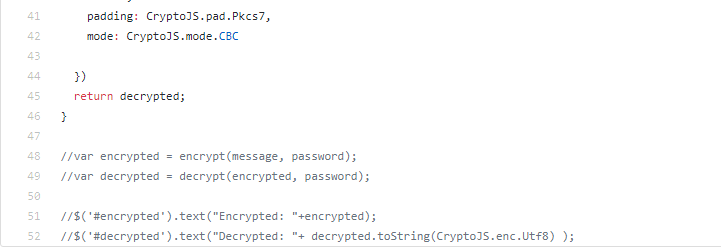 41 padding: CryptoJS.pad.Pkcs7,
42 mode: CryptoJS.mode.CBC
43
44 })
45 return decrypted;
46 }
47
48 //var encrypted = encrypt(message, password);
49 //var decrypted = decrypt(encrypted, password);
50
51 //$('#encrypted').text("Encrypted: "+encrypted);
52 //$('#decrypted').text("Decrypted: "+ decrypted.toString(CryptoJS.enc.Utf8) );